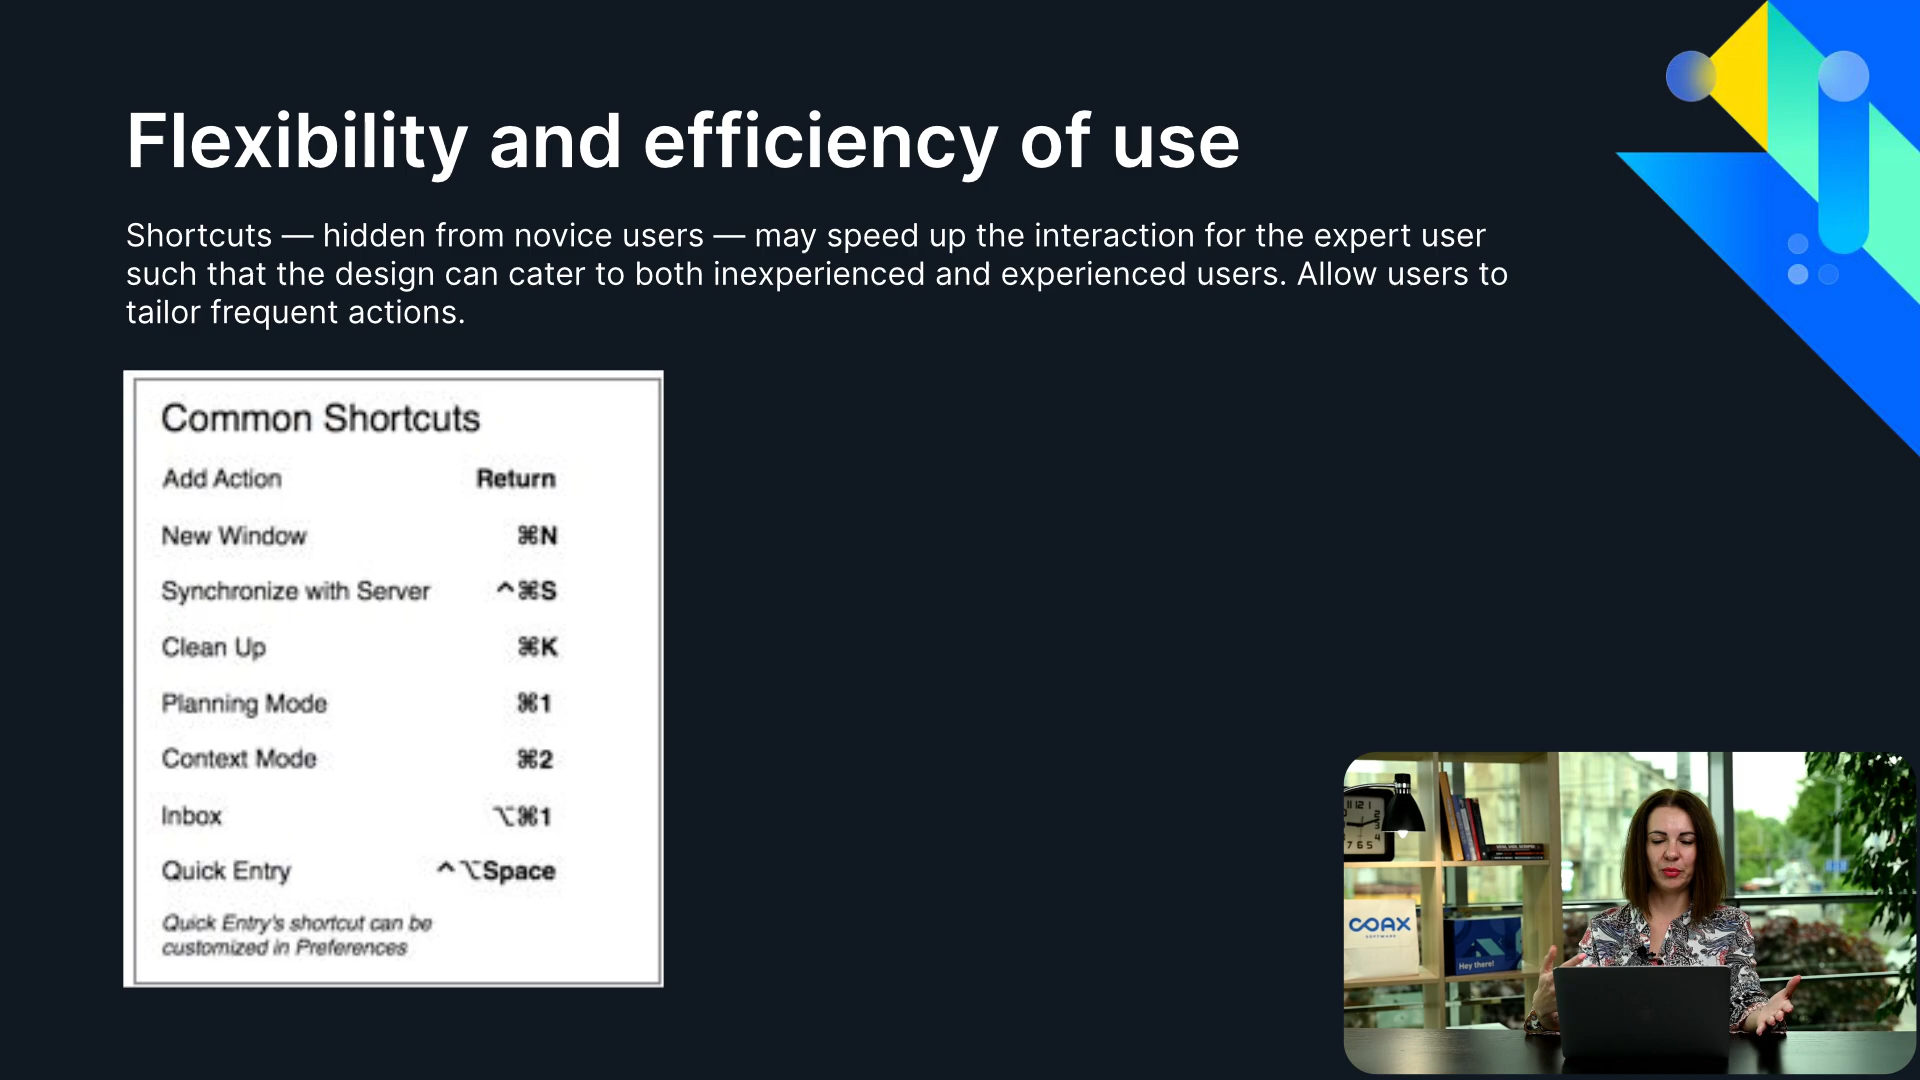 Flexibility and efficiency of use
Shortcuts — hidden from novice users — may speed up the interaction for the expert user
such that the design can cater to both inexperienced and experienced users. Allow users to
tailor frequent actions.
Common Shortcuts
Add Action Return
New Window ⌘N
Synchronize with Server ^⌘S
Clean Up ⌘K
Planning Mode ⌘1
Context Mode ⌘2
Inbox ⌥⌘1
Quick Entry ^⌥Space
Quick Entry's shortcut can be
customized in Preferences
COAX
SOFTWARE
Hey there!